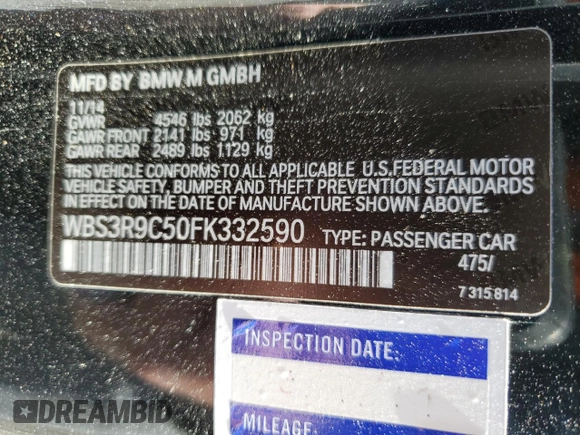 MFD BY BMW M GMBH
11/14
GVWR 4546 lbs 2062 kg
GAWR FRONT 2141 lbs 971 kg
GAWR REAR 2489 lbs 1129 kg
THIS VEHICLE CONFORMS TO ALL APPLICABLE U.S.FEDERAL MOTOR
VEHICLE SAFETY, BUMPER AND THEFT PREVENTION STANDARDS
IN EFFECT ON THE DATE OF MANUFACTURE SHOWN ABOVE.
WBS3R9C50FK332590 TYPE: PASSENGER CAR
475/
7 315 814
INSPECTION DATE:
MILEAGE:
DREAMBID